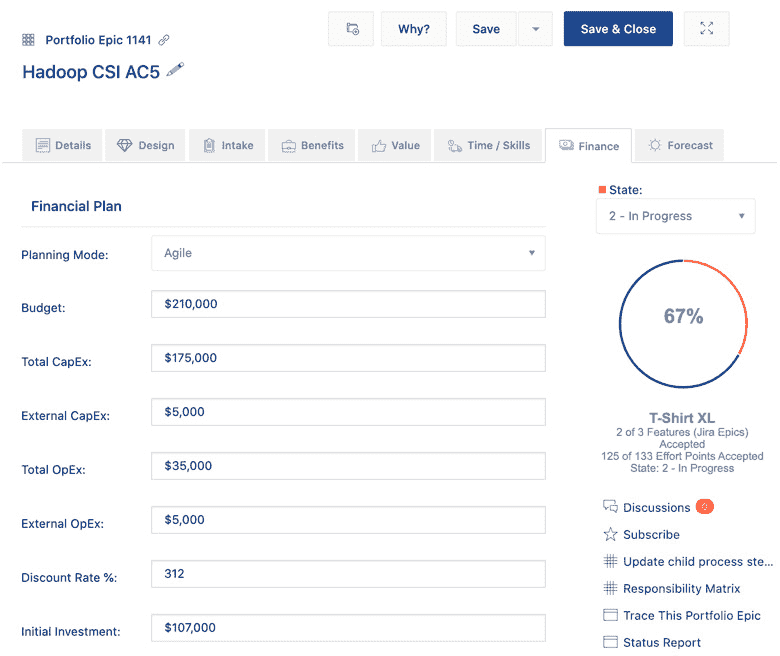 Portfolio Epic 1141
Why?
Save
Save & Close
Hadoop CSI AC5
Details
Design
Intake
Benefits
Value
Time / Skills
Finance
Forecast
Financial Plan
State:
2 - In Progress
Planning Mode:
Agile
Budget:
$210,000
Total CapEx:
$175,000
External CapEx:
$5,000
Total OpEx:
$35,000
External OpEx:
$5,000
Discount Rate %:
312
Initial Investment:
$107,000
67%
T-Shirt XL
2 of 3 Features (Jira Epics)
Accepted
125 of 133 Effort Points Accepted
State: 2 - In Progress
Discussions 0
Subscribe
Update child process ste...
Responsibility Matrix
Trace This Portfolio Epic
Status Report